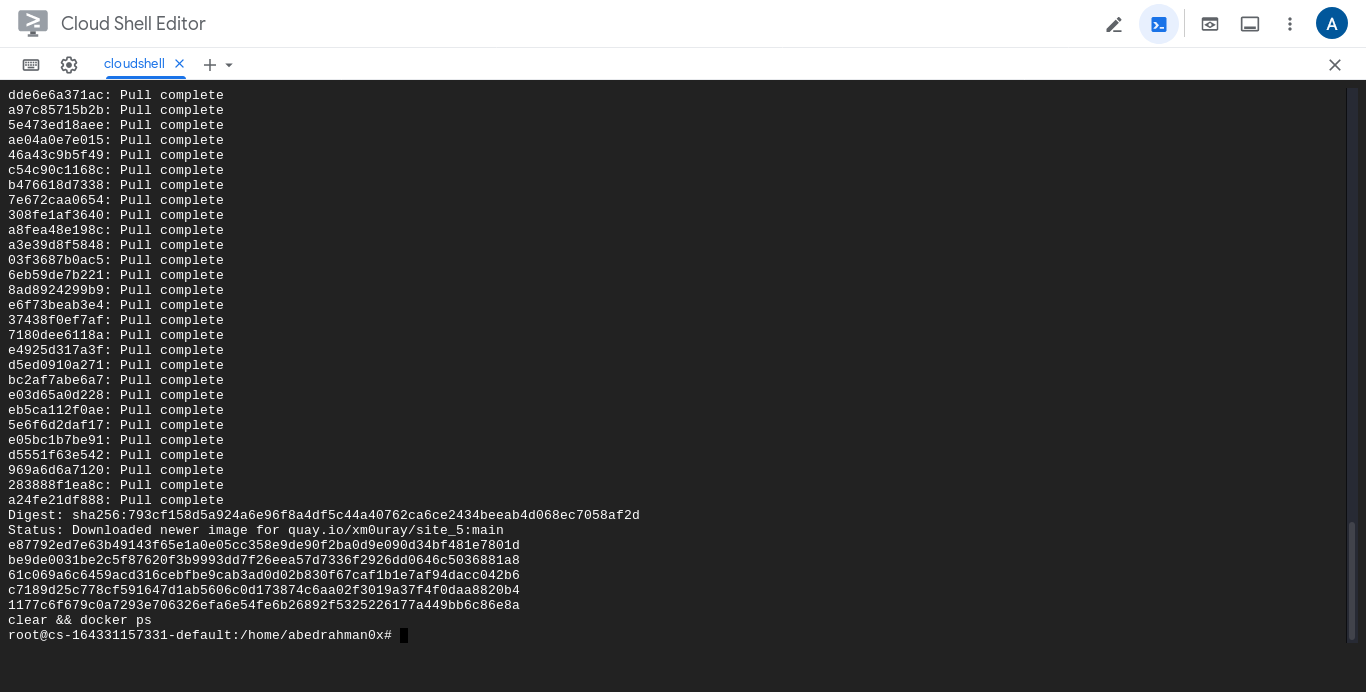 Cloud Shell Editor
A
cloudshell
dde6e6a371ac: Pull complete
a97c85715b2b: Pull complete
5e473ed18aee: Pull complete
ae04a0e7e015: Pull complete
46a43c9b5f49: Pull complete
c54c90c1168c: Pull complete
b476618d7338: Pull complete
7e672caa0654: Pull complete
308fe1af3640: Pull complete
a8fea48e198c: Pull complete
a3e39d8f5848: Pull complete
03f3687b0ac5: Pull complete
6eb59de7b221: Pull complete
8ad8924299b9: Pull complete
e6f73beab3e4: Pull complete
37438f0ef7af: Pull complete
7180dee6118a: Pull complete
e4925d317a3f: Pull complete
d5ed0910a271: Pull complete
bc2af7abe6a7: Pull complete
e03d65a0d228: Pull complete
eb5ca112f0ae: Pull complete
5e6f6d2daf17: Pull complete
e05bc1b7be91: Pull complete
d5551f63e542: Pull complete
969a6d6a7120: Pull complete
283888f1ea8c: Pull complete
a24fe21df888: Pull complete
Digest: sha256:793cf158d5a924a6e96f8a4df5c44a40762ca6ce2434beeab4d068ec7058af2d
Status: Downloaded newer image for quay.io/xm0uray/site_5:main
e87792ed7e63b49143f65e1a0e05cc358e9de90f2ba0d9e090d34bf481e7801d
be9de0031be2c5f87620f3b9993dd7f26eea57d7336f2926dd0646c5036881a8
61c069a6c6459acd316cebfbe9cab3ad0d02b830f67caf1b1e7af94dacc042b6
c7189d25c778cf591647d1ab5606c0d173874c6aa02f3019a37f4f0daa8820b4
1177c6f679c0a7293e706326efa6e54fe6b26892f5325226177a449bb6c86e8a
clear && docker ps
root@cs-164331157331-default:/home/abedrahman0x#